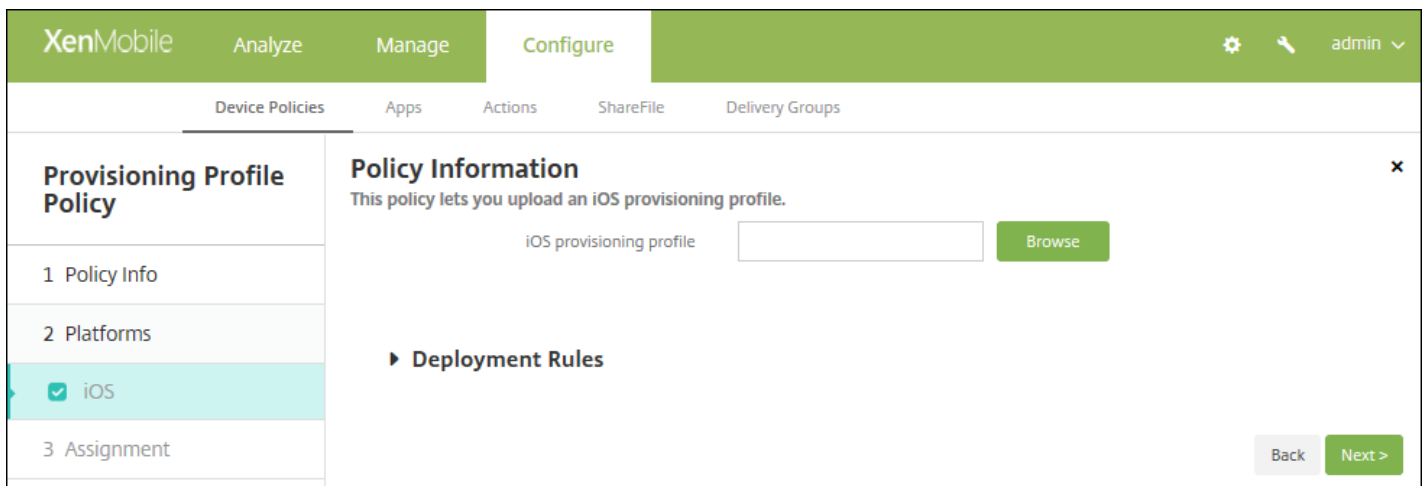 XenMobile Analyze Manage Configure admin
Device Policies Apps Actions ShareFile Delivery Groups
Provisioning Profile
Policy
1 Policy Info
2 Platforms
iOS
3 Assignment
Policy Information
This policy lets you upload an iOS provisioning profile.
iOS provisioning profile Browse
Deployment Rules
Back Next >